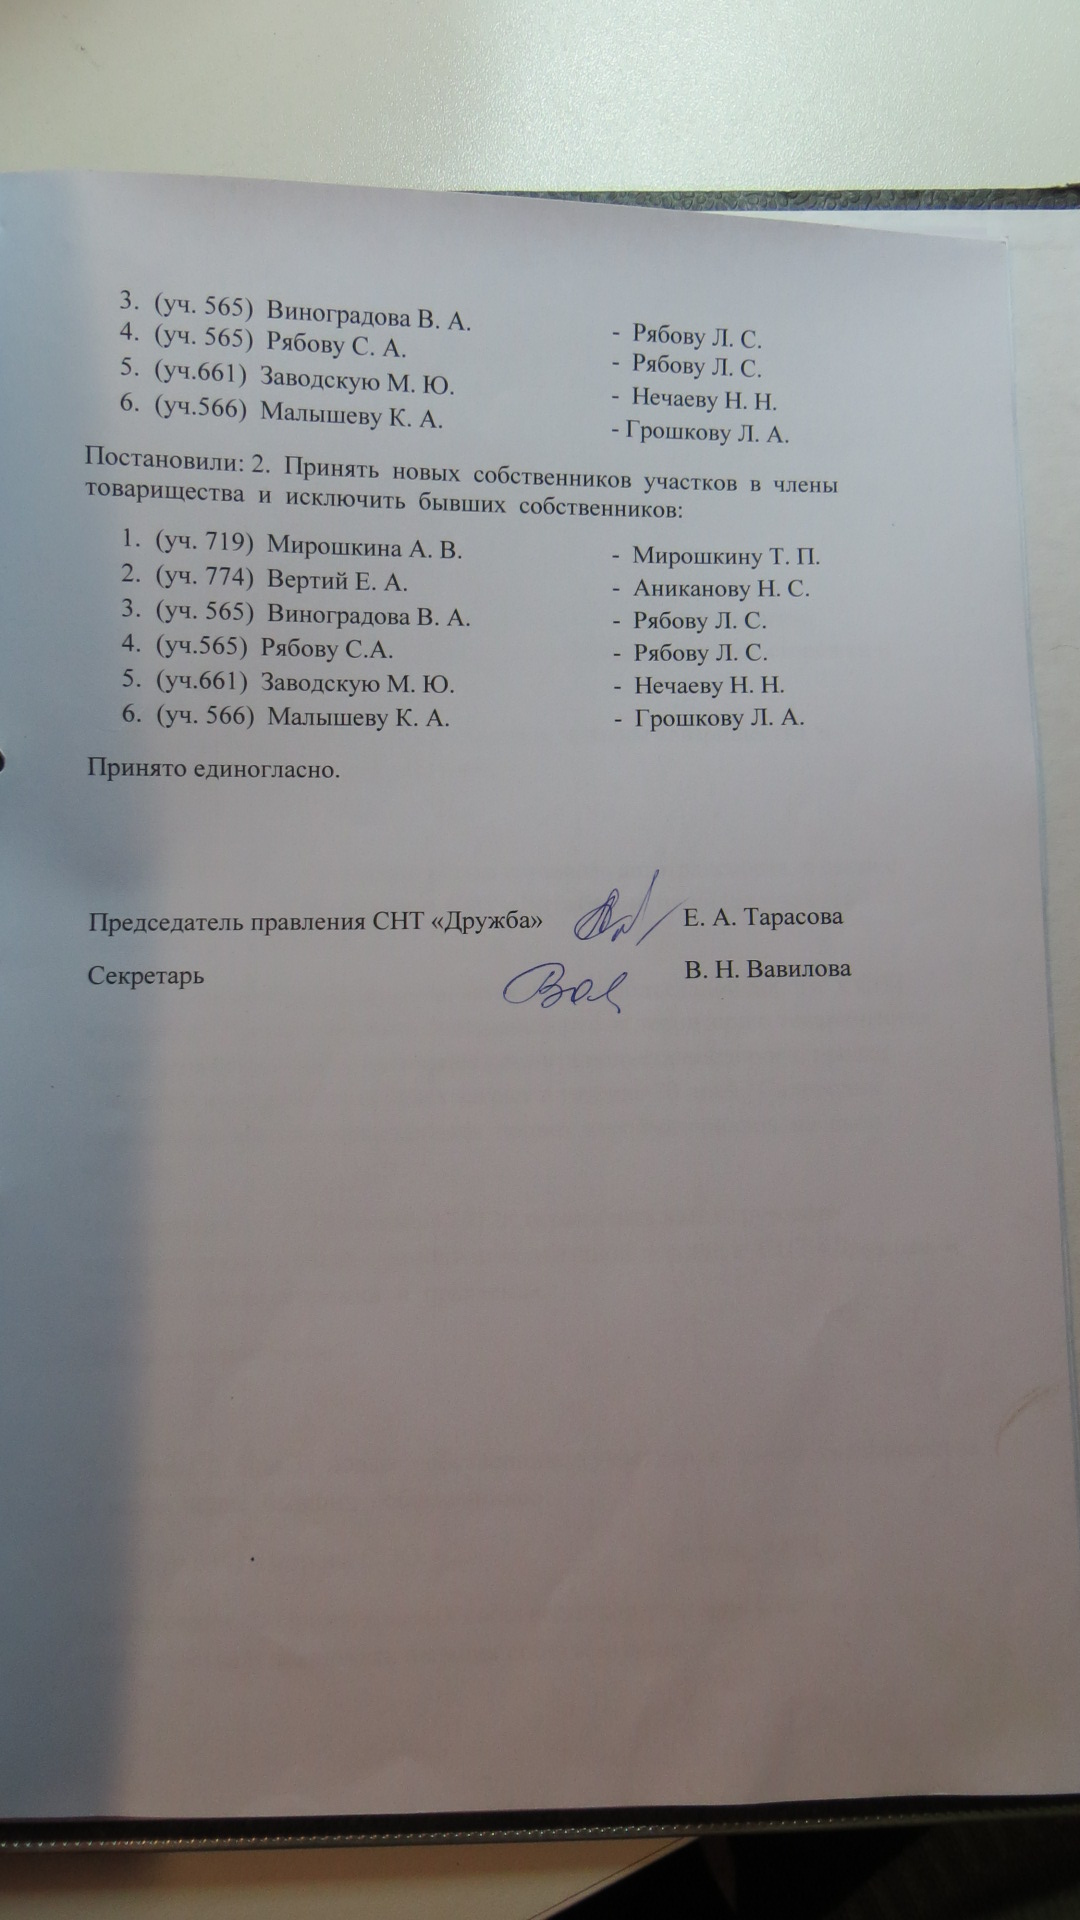 3. (уч. 565) Виноградова В. А. - Рябову Л. С.
4. (уч. 565) Рябову С. А. - Рябову Л. С.
5. (уч.661) Заводскую М. Ю. - Нечаеву Н. Н.
6. (уч.566) Малышеву К. А. - Грошкову Л. А.
Постановили: 2. Принять новых собственников участков в члены
товарищества и исключить бывших собственников:
1. (уч. 719) Мирошкина А. В. - Мирошкину Т. П.
2. (уч. 774) Вертий Е. А. - Аниканову Н. С.
3. (уч. 565) Виноградова В. А. - Рябову Л. С.
4. (уч.565) Рябову С.А. - Рябову Л. С.
5. (уч.661) Заводскую М. Ю. - Нечаеву Н. Н.
6. (уч. 566) Малышеву К. А. - Грошкову Л. А.
Принято единогласно.
Председатель правления СНТ «Дружба» Е. А. Тарасова
Секретарь В. Н. Вавилова